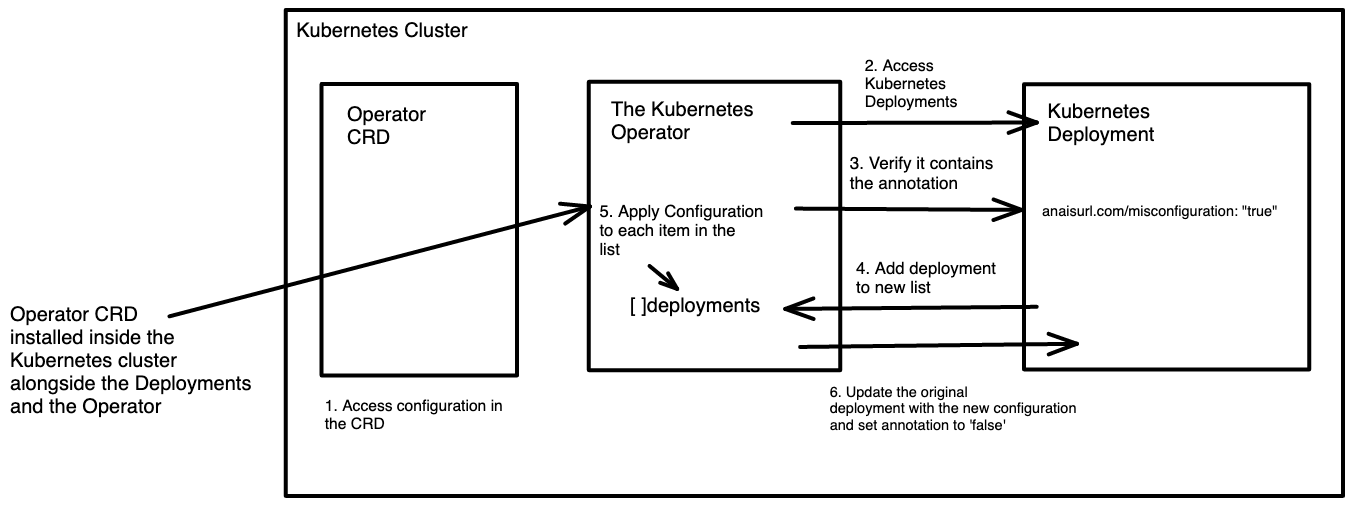 Kubernetes Cluster
Operator
CRD
The Kubernetes
Operator
2. Access
Kubernetes
Deployments
Kubernetes
Deployment
3. Verify it contains
the annotation
5. Apply Configuration
to each item in the
list
anaisurl.com/misconfiguration: "true"
4. Add deployment
to new list
[ ]deployments
Operator CRD
installed inside the
Kubernetes cluster
alongside the Deployments
and the Operator
1. Access configuration in
the CRD
6. Update the original
deployment with the new configuration
and set annotation to 'false'